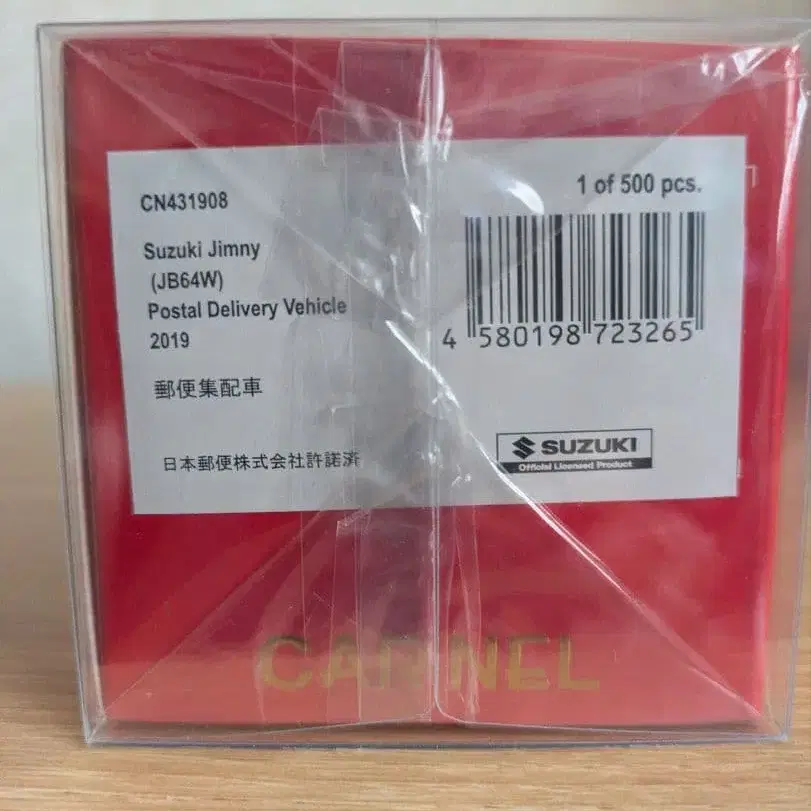 CN431908
1 of 500 pcs.
Suzuki Jimny
(JB64W)
Postal Delivery Vehicle
2019
郵便集配車
日本郵便株式会社許諾済
4 580198 723265
SUZUKI
Official Licensed Product
CARNEL